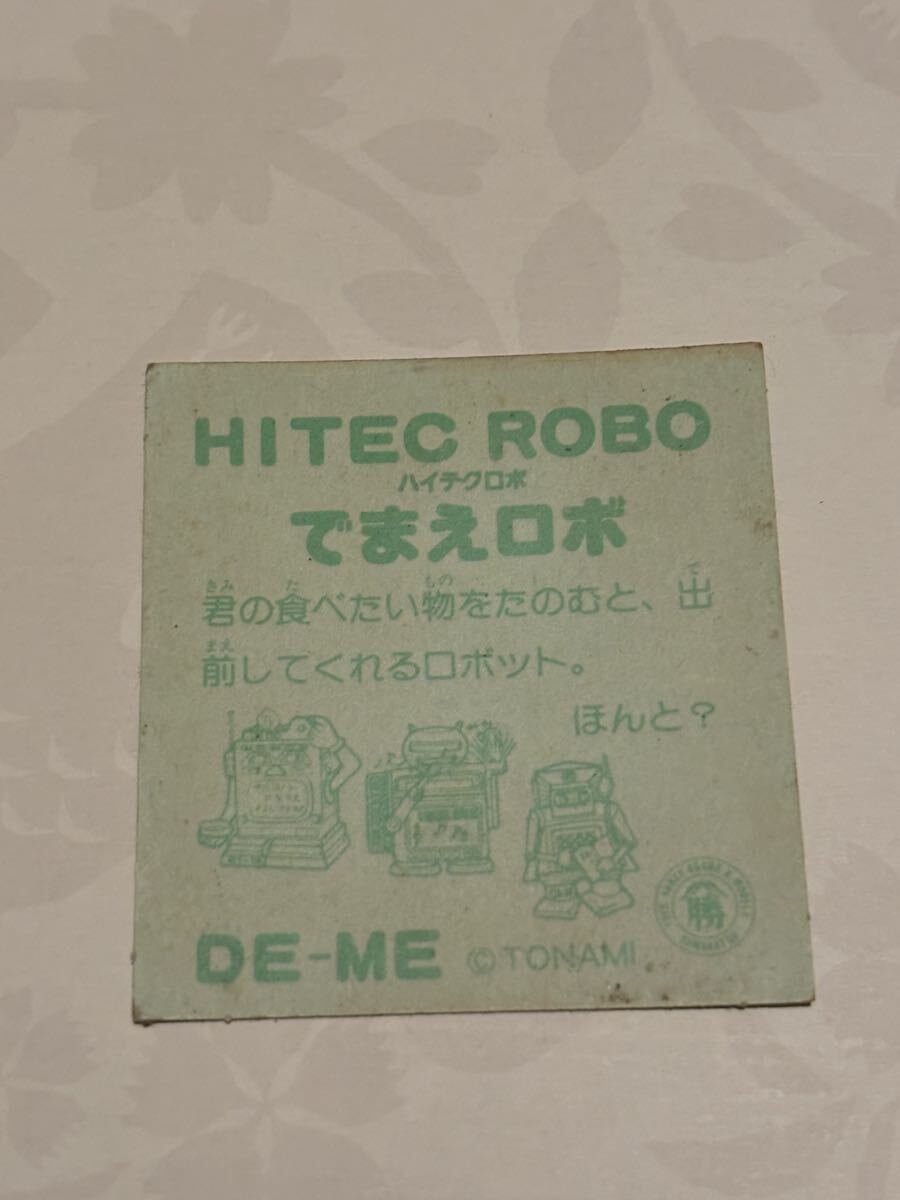 HITEC ROBO
ハイテクロボ
でまえロボ
君の食べたい物をたのむと、出
前してくれるロボット。
ほんと?
勝
DE-ME ©TONAMI